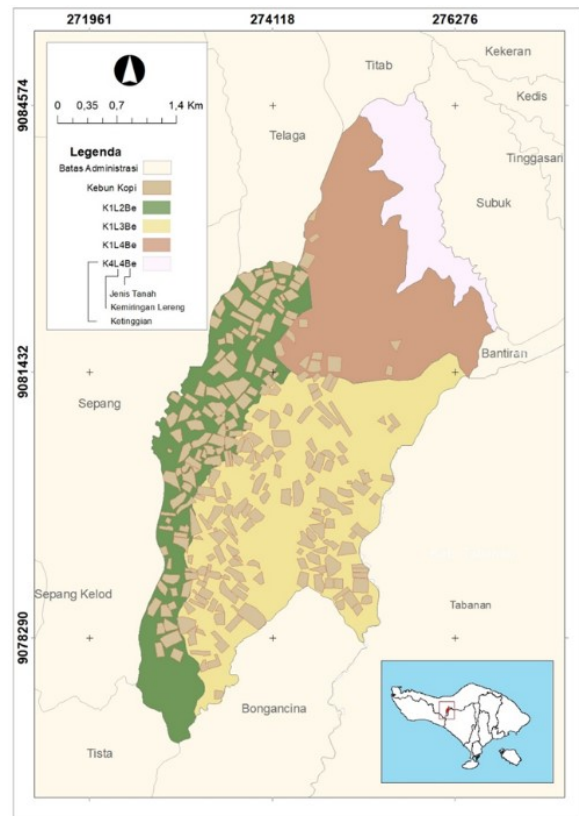 271961 274118 276276
9084574
9081432
9078290
0 0,35 0,7 1,4 Km
Legenda
Batas Administrasi
Kebun Kopi
K1L2Be
K1L3Be
K1L4Be
K4L4Be
Jenis Tanah
Kemiringan Lereng
Ketinggian
Titab
Kekeran
Kedis
Tinggasari
Telaga
Subuk
Bantiran
Sepang
Sepang Kelod
Tabanan
Bongancina
Tista